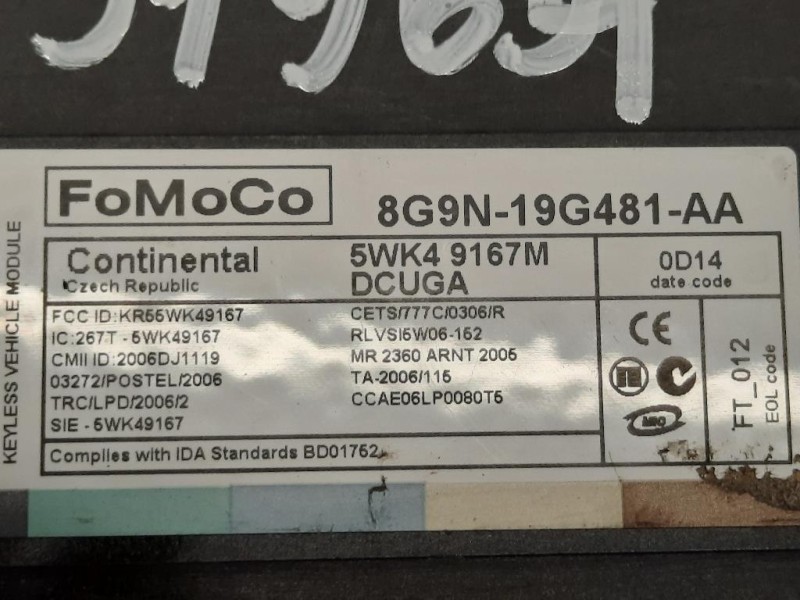 KEYLESS VEHICLE MODULE
FoMoCo
8G9N-19G481-AA
Continental
Czech Republic
5WK4 9167M
DCUGA
0D14
date code
FCC ID:KR55WK49167
IC:267T - 5WK49167
CMII ID:2006DJ1119
03272/POSTEL/2006
TRC/LPD/2006/2
SIE - 5WK49167
CETS/777C/0306/R
RLVSI5W06-152
MR 2360 ARNT 2005
TA-2006/115
CCAE06LP0080T5
CE
FT_012
EOL code
Complies with IDA Standards BD01752